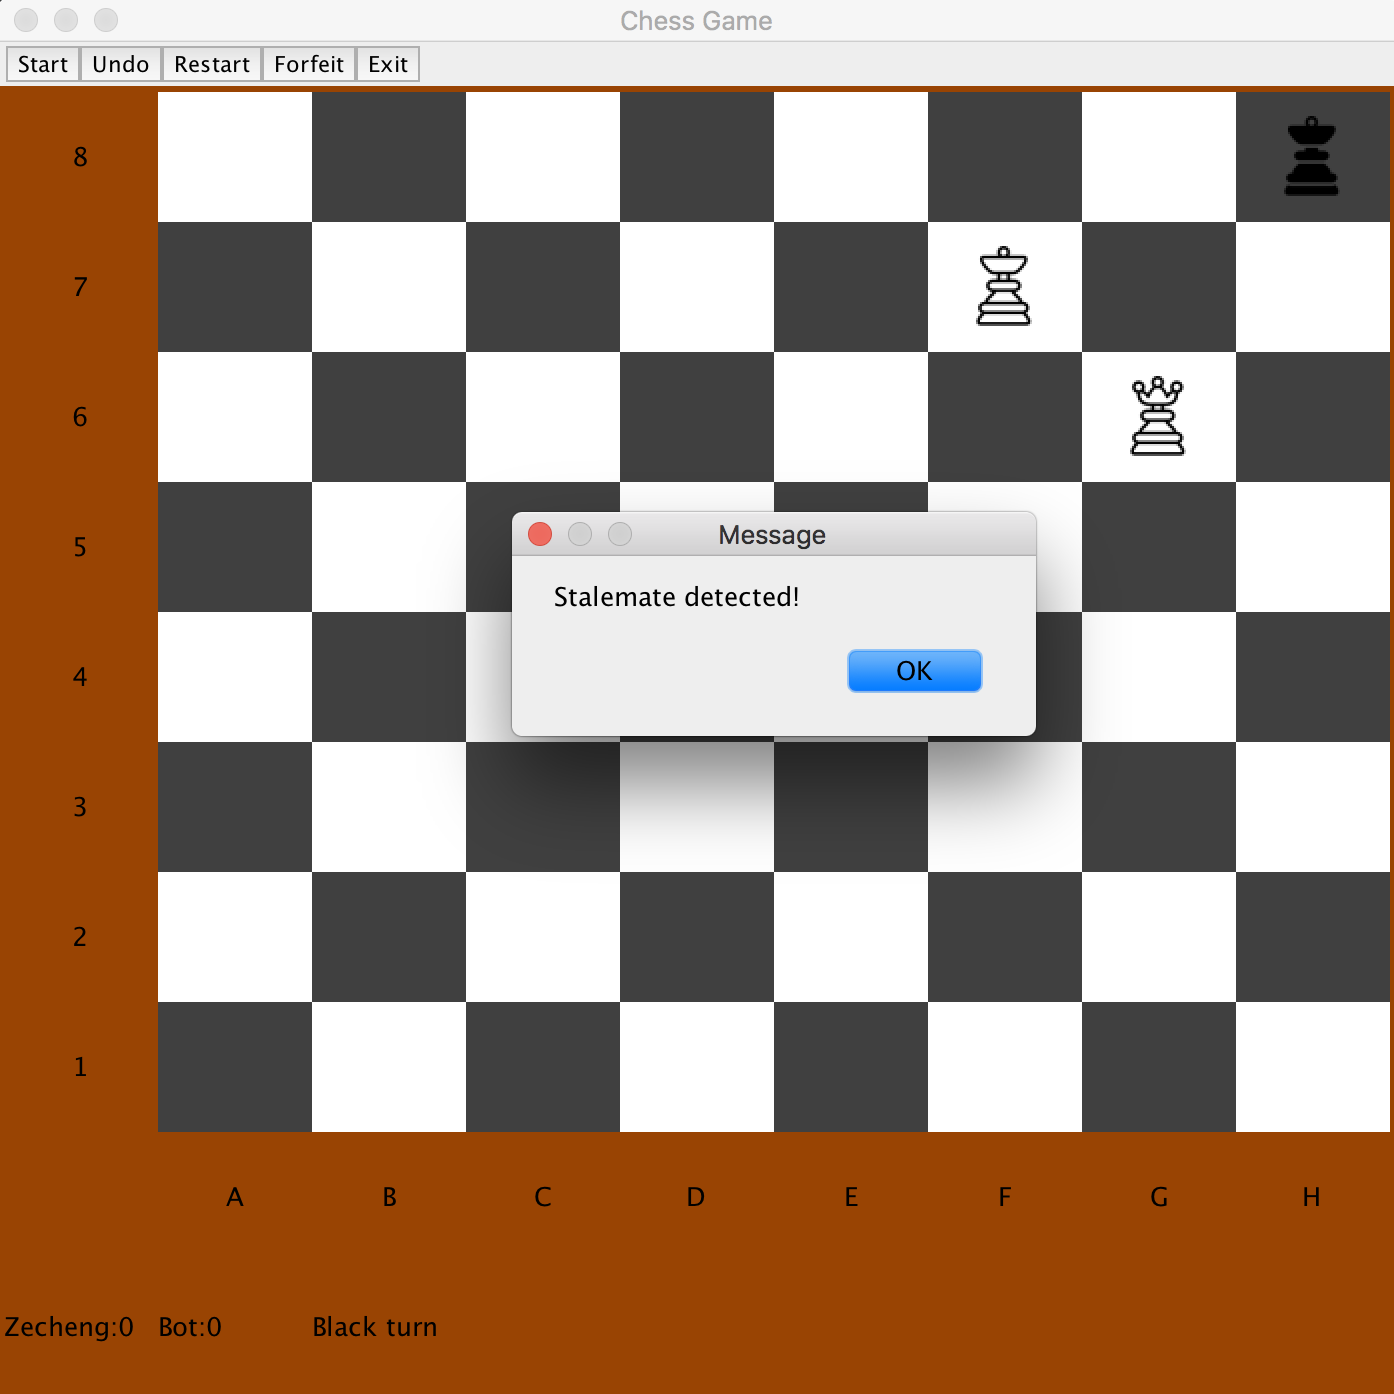 Chess Game
Start Undo Restart Forfeit Exit
8
7
6
5
Message
Stalemate detected!
OK
4
3
2
1
A B C D E F G H
Zecheng:0 Bot:0 Black turn